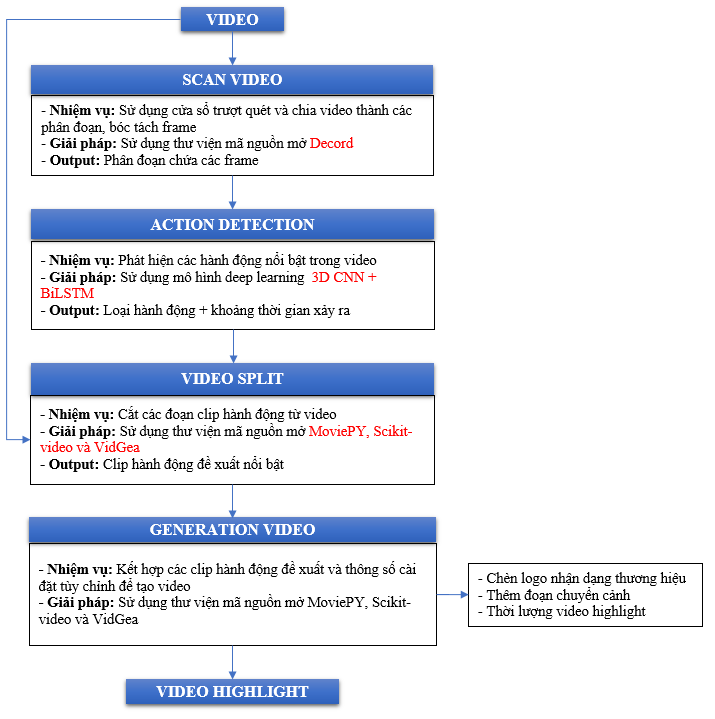 VIDEO
SCAN VIDEO
- Nhiệm vụ: Sử dụng cửa sổ trượt quét và chia video thành các
phân đoạn, bóc tách frame
- Giải pháp: Sử dụng thư viện mã nguồn mở Decord
- Output: Phân đoạn chứa các frame
ACTION DETECTION
- Nhiệm vụ: Phát hiện các hành động nổi bật trong video
- Giải pháp: Sử dụng mô hình deep learning 3D CNN +
BiLSTM
- Output: Loại hành động + khoảng thời gian xảy ra
VIDEO SPLIT
- Nhiệm vụ: Cắt các đoạn clip hành động từ video
- Giải pháp: Sử dụng thư viện mã nguồn mở MoviePY, Scikit-
video và VidGea
- Output: Clip hành động đề xuất nổi bật
GENERATION VIDEO
- Nhiệm vụ: Kết hợp các clip hành động đề xuất và thông số cài
đặt tùy chỉnh để tạo video
- Giải pháp: Sử dụng thư viện mã nguồn mở MoviePY, Scikit-
video và VidGea
- Chèn logo nhận dạng thương hiệu
- Thêm đoạn chuyển cảnh
- Thời lượng video highlight
VIDEO HIGHLIGHT